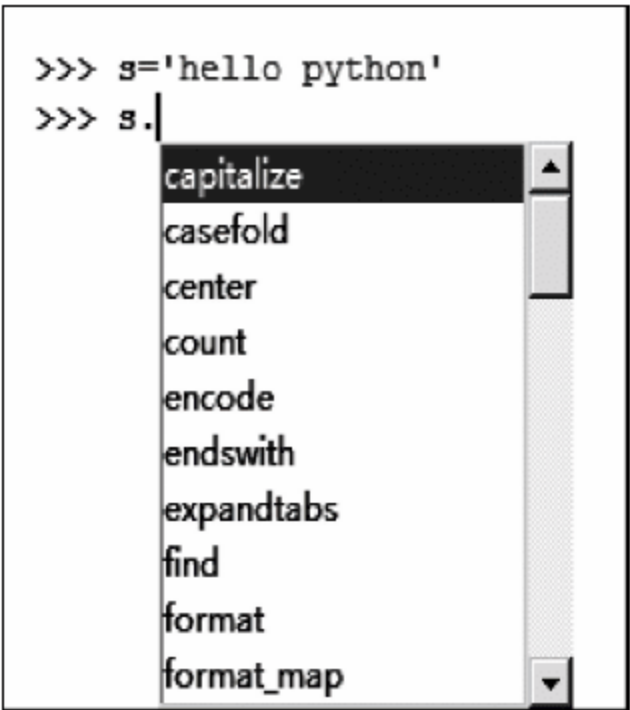 >>> s='hello python'
>>> s.
capitalize
casefold
center
count
encode
endswith
expandtabs
find
format
format_map